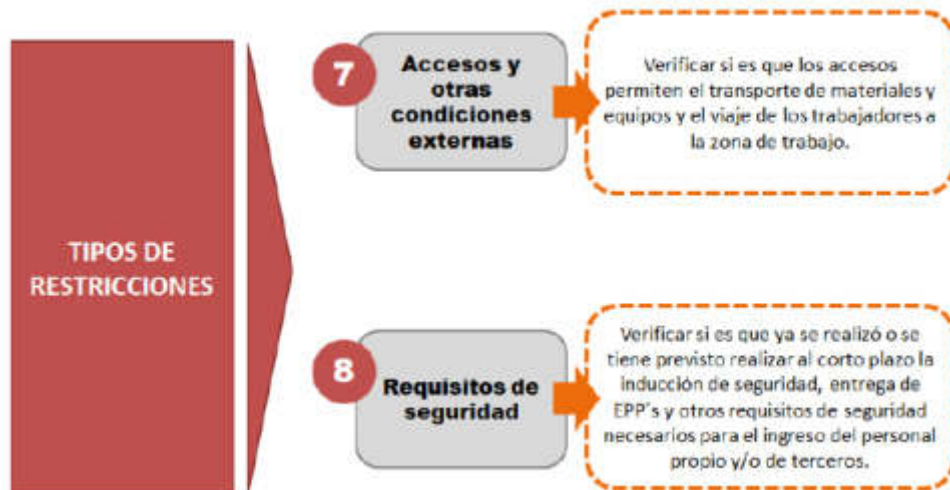 TIPOS DE
RESTRICCIONES
7
Accesos y
otras
condiciones
externas
Verificar si es que los accesos
permiten el transporte de materiales y
equipos y el viaje de los trabajadores a
la zona de trabajo.
8
Requisitos de
seguridad
Verificar si es que ya se realizó o se
tiene previsto realizar al corto plazo la
inducción de seguridad, entrega de
EPP´s y otros requisitos de seguridad
necesarios para el ingreso del personal
propio y/o de terceros.